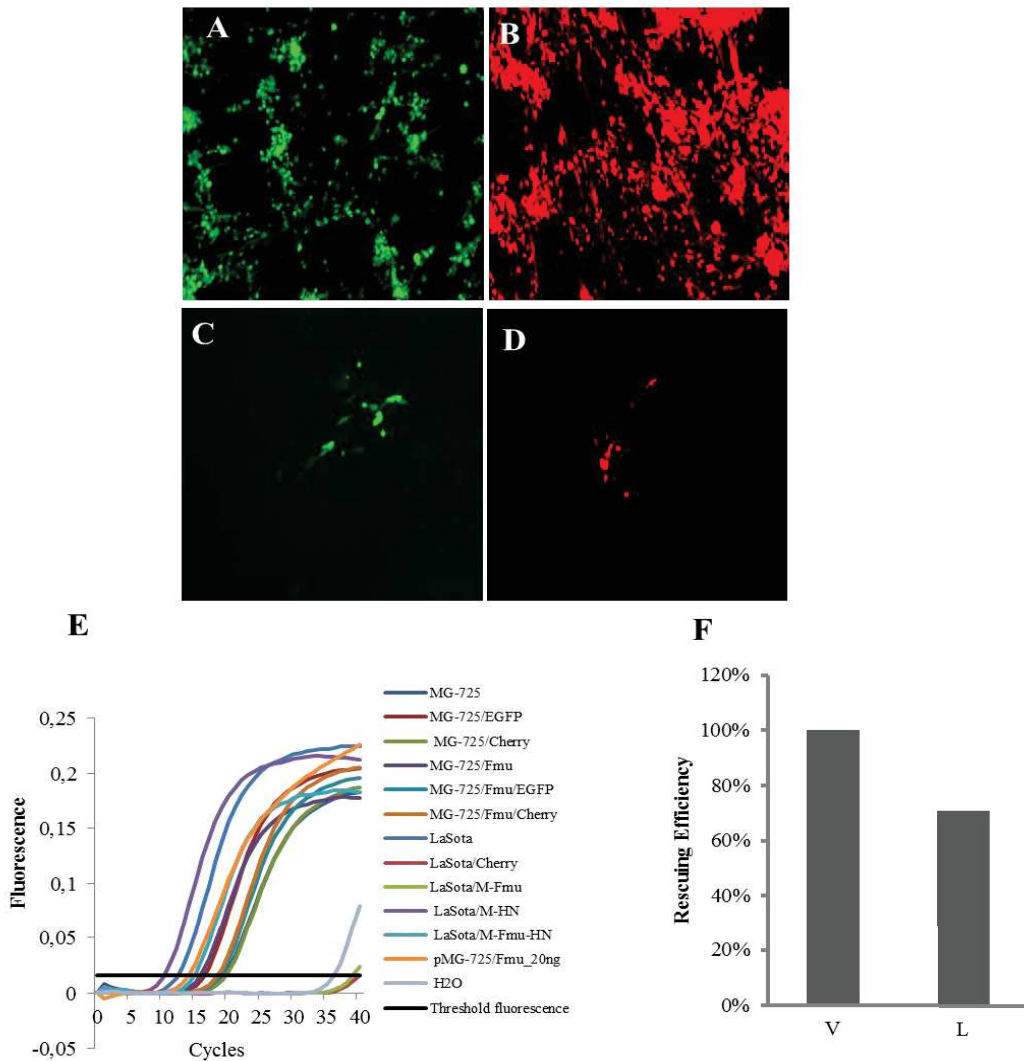 A
B
C
D
E
F
Fluorescence
0,25
0,2
0,15
0,1
0,05
0
-0,05
0 5 10 15 20 25 30 35 40
Cycles
MG-725
MG-725/EGFP
MG-725/Cherry
MG-725/Fmu
MG-725/Fmu/EGFP
MG-725/Fmu/Cherry
LaSota
LaSota/Cherry
LaSota/M-Fmu
LaSota/M-HN
LaSota/M-Fmu-HN
pMG-725/Fmu_20ng
H2O
Threshold fluorescence
Rescuing Efficiency
120%
100%
80%
60%
40%
20%
0%
V L